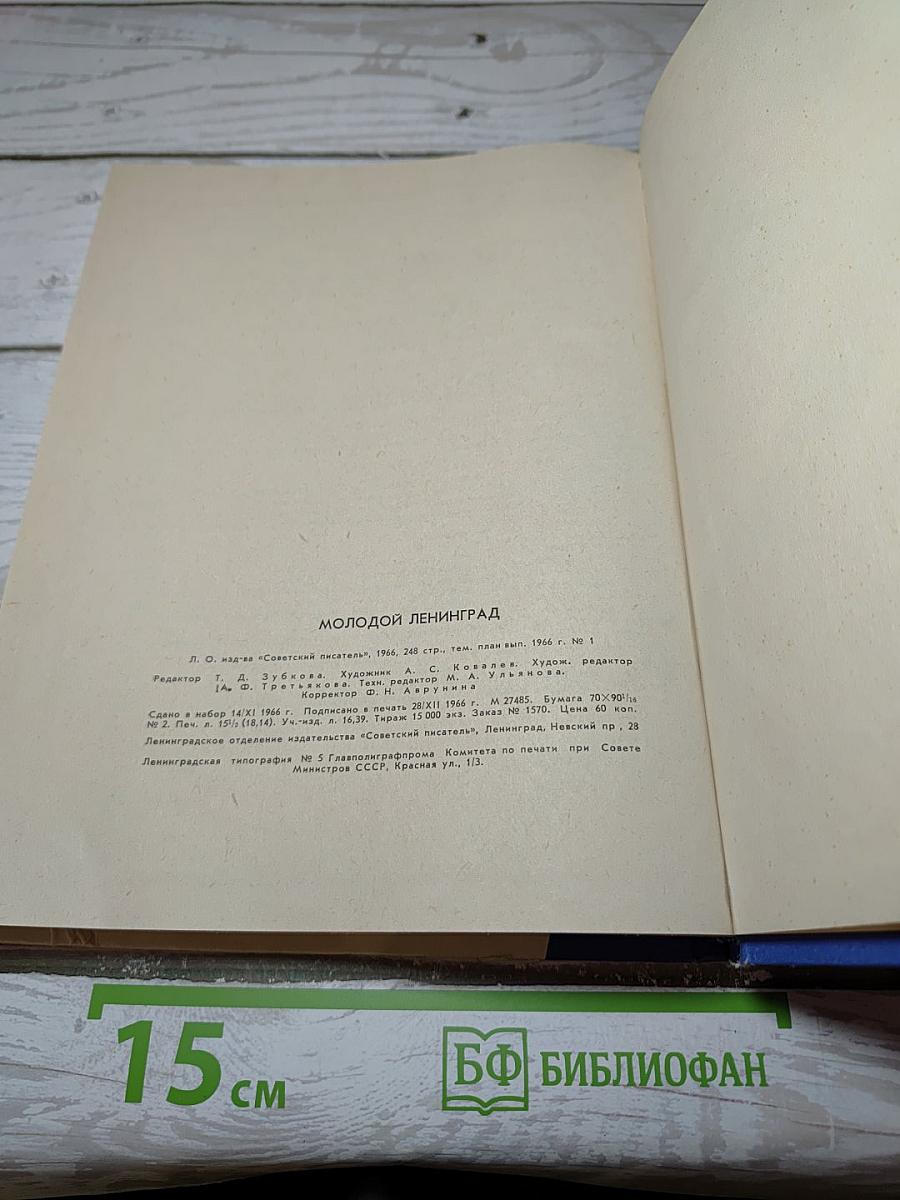 МОЛОДОЙ ЛЕНИНГРАД
Л. О. изд-ва «Советский писатель», 1966, 248 стр., тем. план вып. 1966 г. № 1
Редактор Т. Д. Зубкова. Художник А. С. Ковалев. Худож. редактор
А. Ф. Третьякова. Техн. редактор М. А. Ульянова.
Корректор Ф. Н. Аврунина
Сдано в набор 14/XI 1966 г. Подписано в печать 28/XII 1966 г. М 27485. Бумага 70×90¹/₁₆
№ 2. Печ. л. 15¹/₂ (18,14). Уч.-изд. л. 16,39. Тираж 15 000 экз. Заказ № 1570. Цена 60 коп.
Ленинградское отделение издательства «Советский писатель», Ленинград, Невский пр , 28
Ленинградская типография № 5 Главполиграфпрома Комитета по печати при Совете
Министров СССР, Красная ул., 1/3.
15 см
БФ БИБЛИОФАН